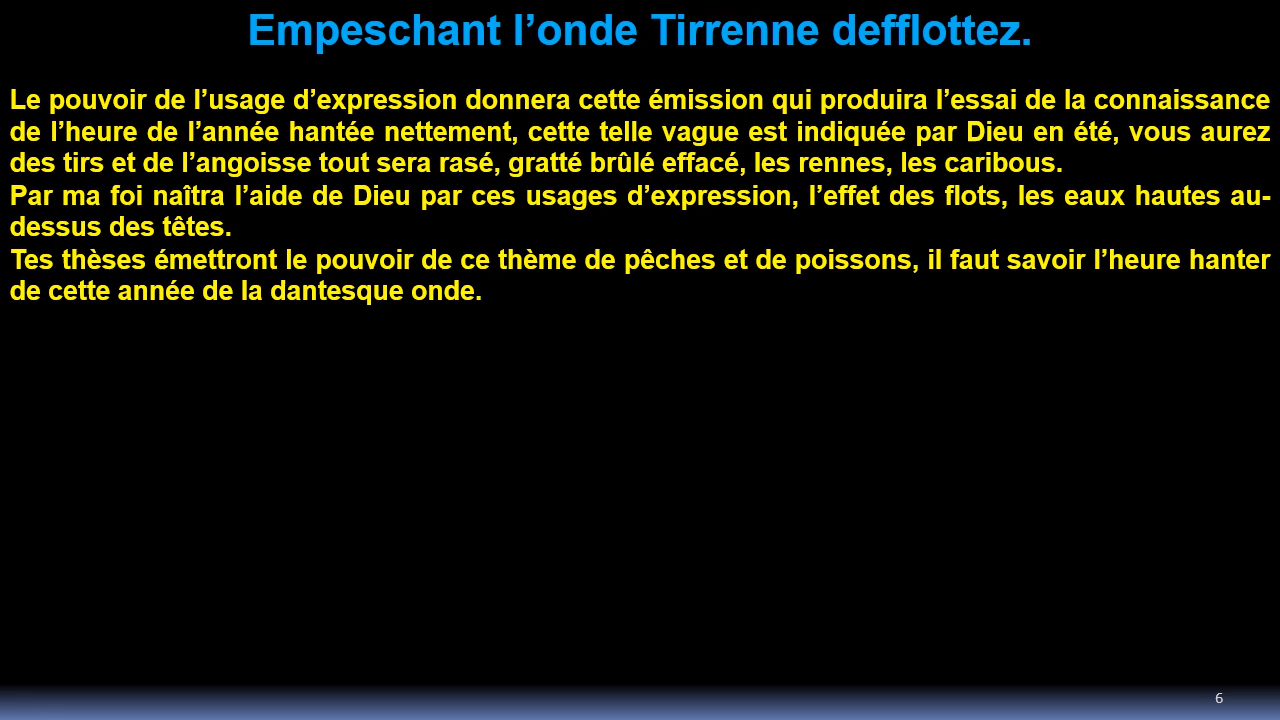 Empeschant l’onde Tirrenne defflottez.
Le pouvoir de l’usage d’expression donnera cette émission qui produira l’essai de la connaissance
de l’heure de l’année hantée nettement, cette telle vague est indiquée par Dieu en été, vous aurez
des tirs et de l’angoisse tout sera rasé, gratté brûlé effacé, les rennes, les caribous.
Par ma foi naîtra l’aide de Dieu par ces usages d’expression, l’effet des flots, les eaux hautes au-
dessus des têtes.
Tes thèses émettront le pouvoir de ce thème de pêches et de poissons, il faut savoir l’heure hanter
de cette année de la dantesque onde.
6